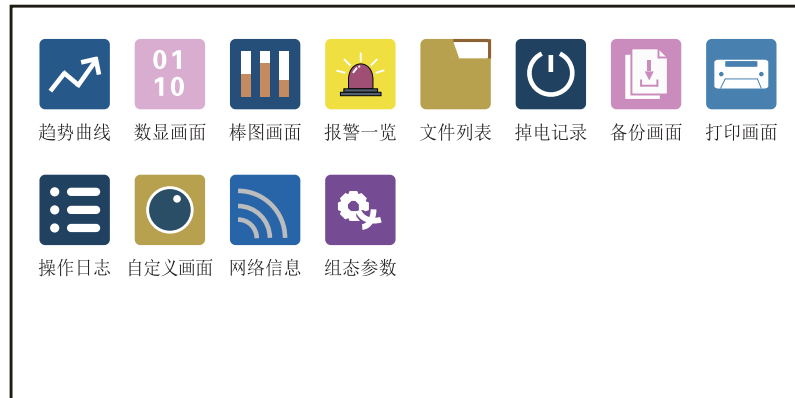 01
10
趋势曲线 数显画面 棒图画面 报警一览 文件列表 掉电记录 备份画面 打印画面
操作日志 自定义画面 网络信息 组态参数